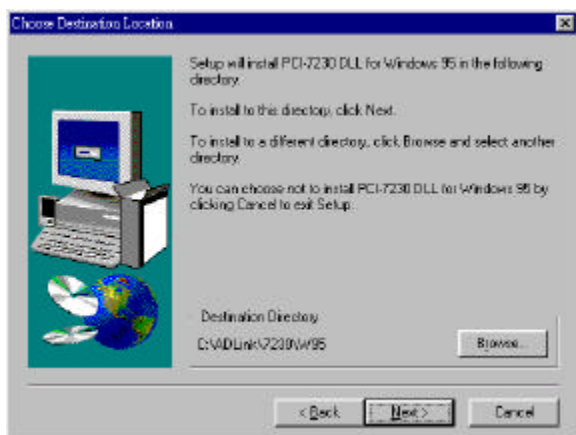 Choose Destination Location
Setup will install PCI-7230 DLL for Windows 95 in the following
directory.
To install to this directory, click Next.
To install to a different directory, click Browse and select another
directory.
You can choose not to install PCI-7230 DLL for Windows 95 by
clicking Cancel to exit Setup.
Destination Directory
C:\ADLink\7230\W95
Browse...
< Back
Next >
Cancel